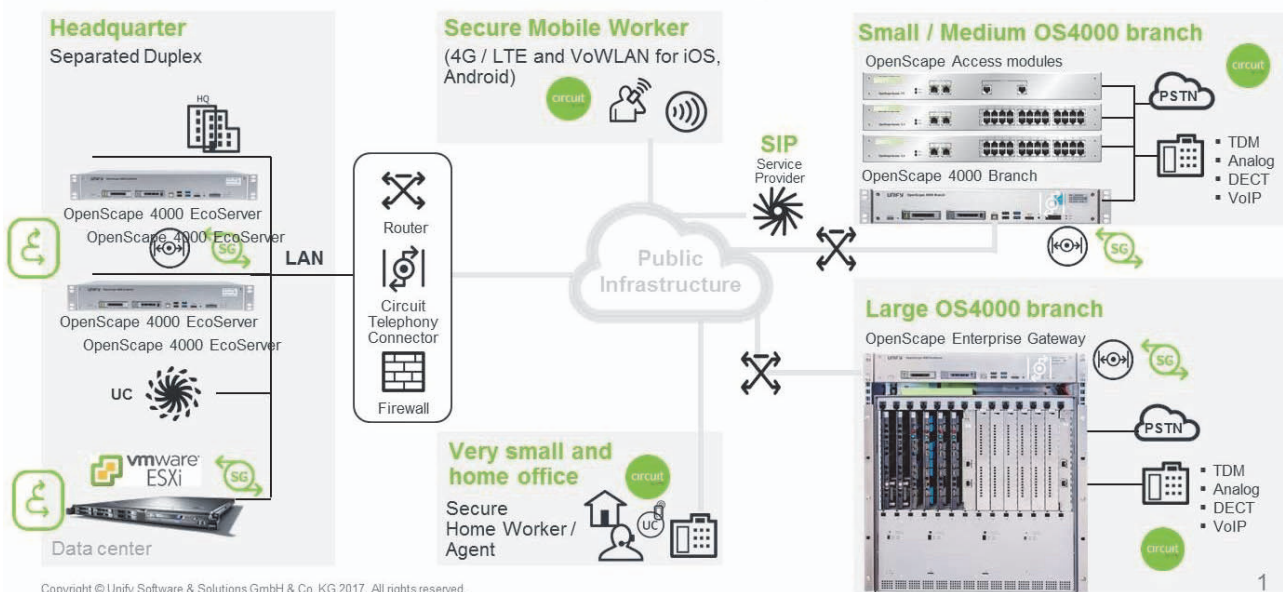 Headquarter
Separated Duplex
HQ
OpenScape 4000 EcoServer
OpenScape 4000 EcoServer
SG
OpenScape 4000 EcoServer
OpenScape 4000 EcoServer
UC
vmware
ESXi
SG
Data center
LAN
Router
Circuit
Telephony
Connector
Firewall
Secure Mobile Worker
(4G / LTE and VoWLAN for iOS,
Android)
circuit
Public
Infrastructure
SIP
Service
Provider
Very small and
home office
circuit
Secure
Home Worker /
Agent
UC
Small / Medium OS4000 branch
OpenScape Access modules
circuit
PSTN
▪ TDM
▪ Analog
▪ DECT
▪ VoIP
OpenScape 4000 Branch
UNIFY
SG
Large OS4000 branch
OpenScape Enterprise Gateway
SG
PSTN
▪ TDM
▪ Analog
▪ DECT
▪ VoIP
circuit
Copyright © Unify Software & Solutions GmbH & Co. KG 2017. All rights reserved.
1